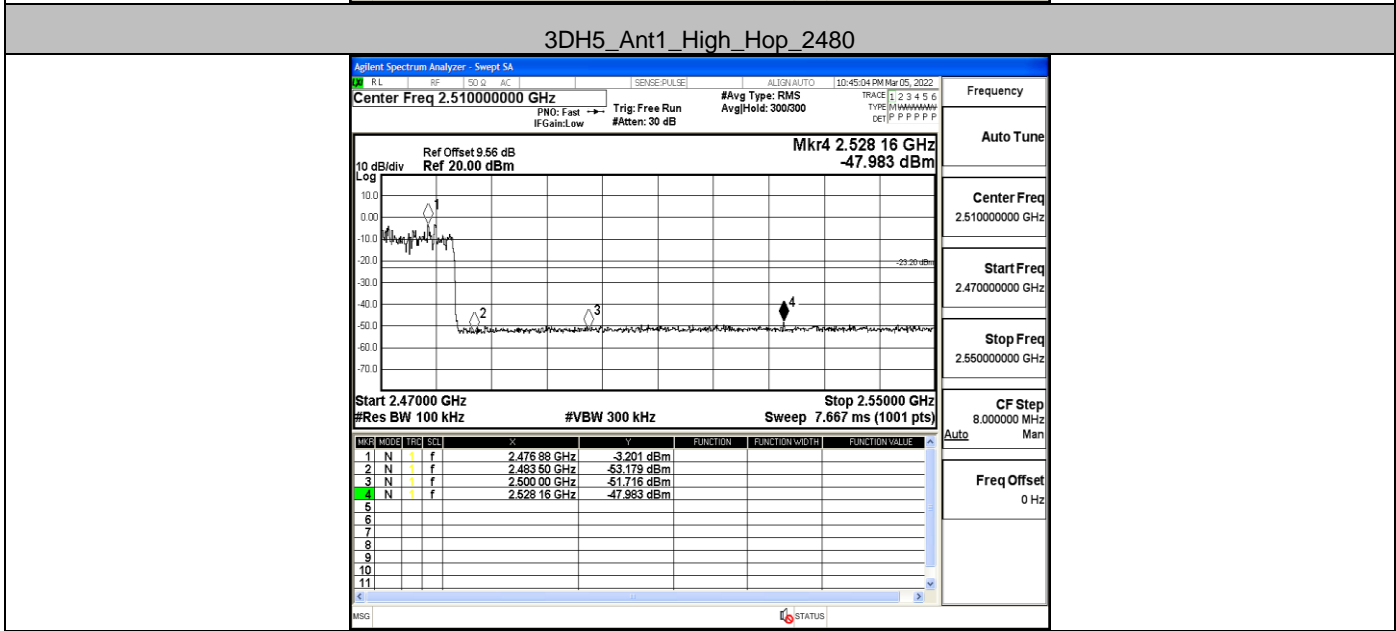 3DH5_Ant1_High_Hop_2480
Agilent Spectrum Analyzer - Swept SA
RL RF 50 Ω AC SENSE:PULSE ALIGNAUTO 10:45:04 PM Mar 05, 2022
Center Freq 2.510000000 GHz
PNO: Fast
IFGain:Low
Trig: Free Run
#Atten: 30 dB
#Avg Type: RMS
Avg|Hold: 300/300
TRACE 1 2 3 4 5 6
TYPE M
DET P P P P P P
Ref Offset 9.56 dB
10 dB/div Ref 20.00 dBm
Log
Mkr4 2.528 16 GHz
-47.983 dBm
10.0
0.00
-10.0
-20.0
-30.0
-40.0
-50.0
-60.0
-70.0
1
2
3
4
-23.20 dBm
Start 2.47000 GHz Stop 2.55000 GHz
#Res BW 100 kHz #VBW 300 kHz Sweep 7.667 ms (1001 pts)
MKR MODE TRC SCL X Y FUNCTION FUNCTION WIDTH FUNCTION VALUE
1 N 1 f 2.476 88 GHz -3.201 dBm
2 N 1 f 2.483 50 GHz -53.179 dBm
3 N 1 f 2.500 00 GHz -51.716 dBm
4 N 1 f 2.528 16 GHz -47.983 dBm
5
6
7
8
9
10
11
MSG STATUS
Frequency
Auto Tune
Center Freq
2.510000000 GHz
Start Freq
2.470000000 GHz
Stop Freq
2.550000000 GHz
CF Step
8.000000 MHz
Auto Man
Freq Offset
0 Hz